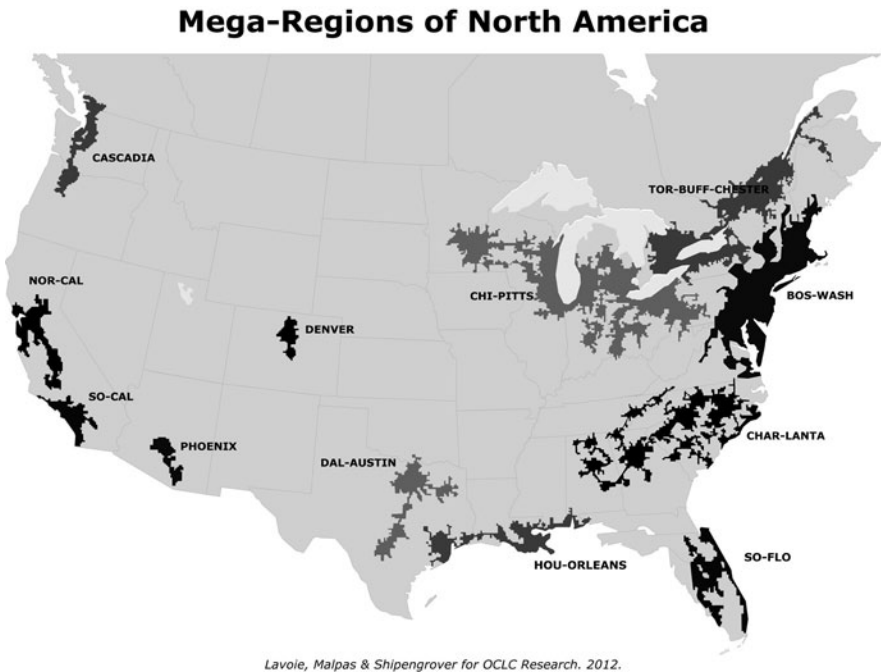 Mega-Regions of North America
CASCADIA
TOR-BUFF-CHESTER
NOR-CAL
CHI-PITTS
BOS-WASH
DENVER
SO-CAL
PHOENIX
CHAR-LANTA
DAL-AUSTIN
HOU-ORLEANS
SO-FLO
Lavoie, Malpas & Shipengrover for OCLC Research. 2012.